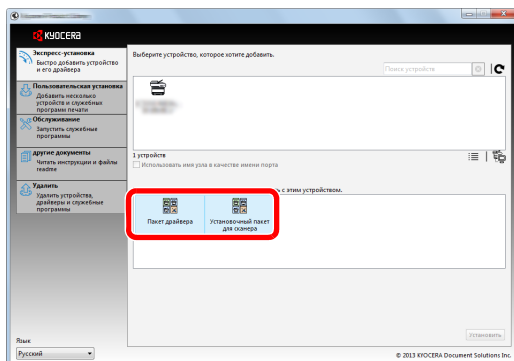 KYOCERA
Экспресс-установка
Быстро добавить устройство
и его драйвера
Пользовательская установка
Добавить несколько
устройств и служебных
программ печати
Обслуживание
Запустить служебные
программы
другие документы
Читать инструкции и файлы
readme
Удалить
Удалить устройства,
драйверы и служебные
программы
Язык
Русский
Выберите устройство, которое хотите добавить.
Поиск устройств
1 устройств
Использовать имя узла в качестве имени порта
с этим устройством.
Пакет драйвера
Установочный пакет
для сканера
Установить
© 2013 KYOCERA Document Solutions Inc.